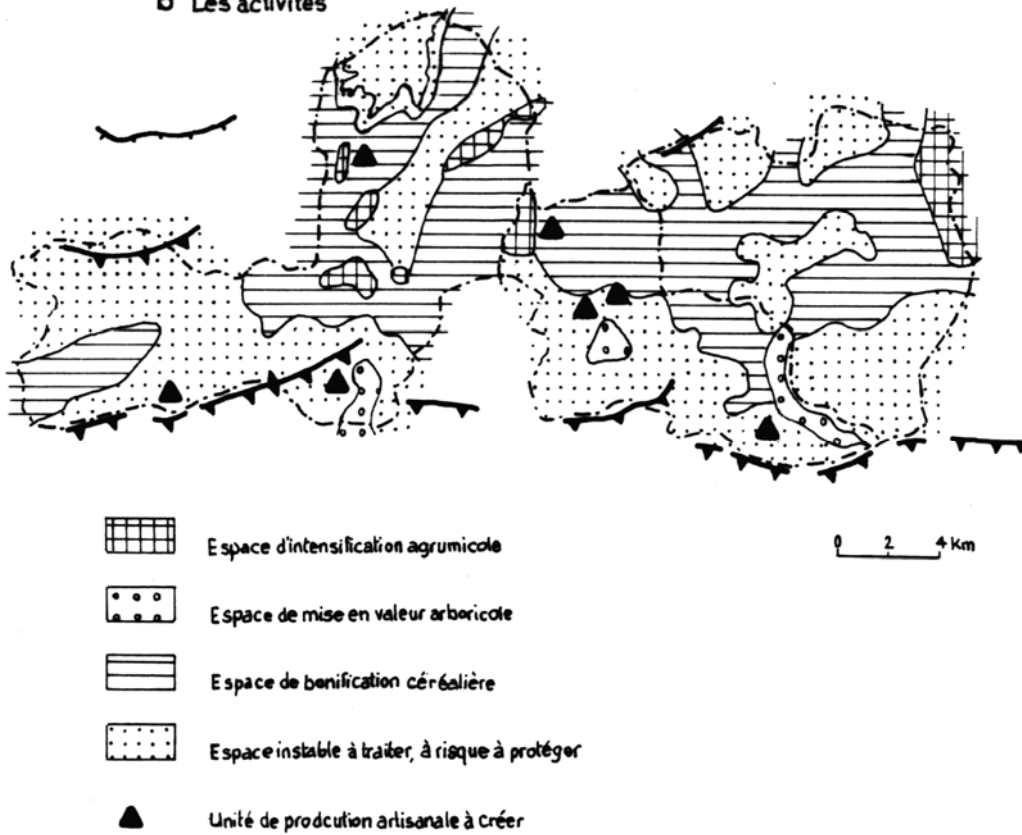 b Les activités
Espace d'intensification agrumicole
0 2 4 Km
Espace de mise en valeur arboricole
Espace de bonification céréalière
Espace instable à traiter, à risque à protéger
Unité de prodcution artisanale à créer